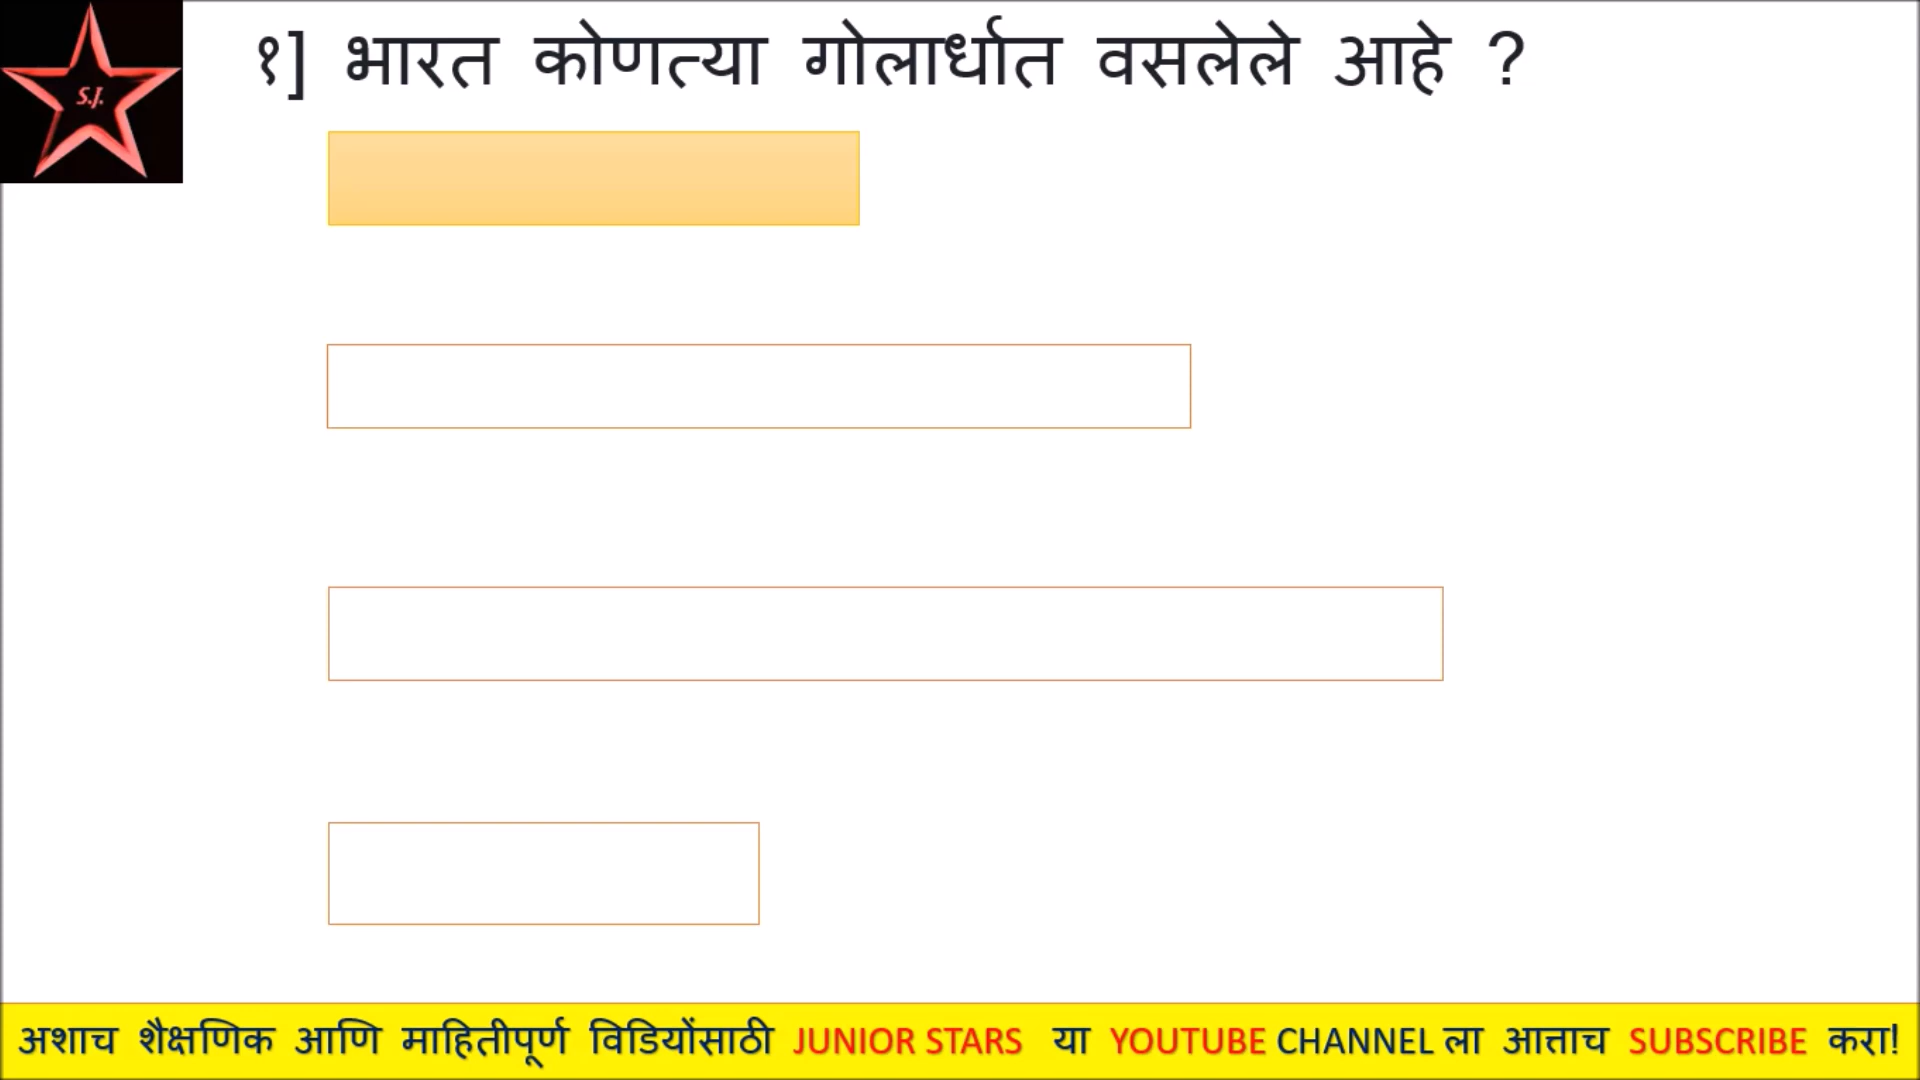 S.J.
१] भारत कोणत्या गोलार्धात वसलेले आहे ?
अशाच शैक्षणिक आणि माहितीपूर्ण विडियोंसाठी JUNIOR STARS या YOUTUBE CHANNEL ला आत्ताच SUBSCRIBE करा!